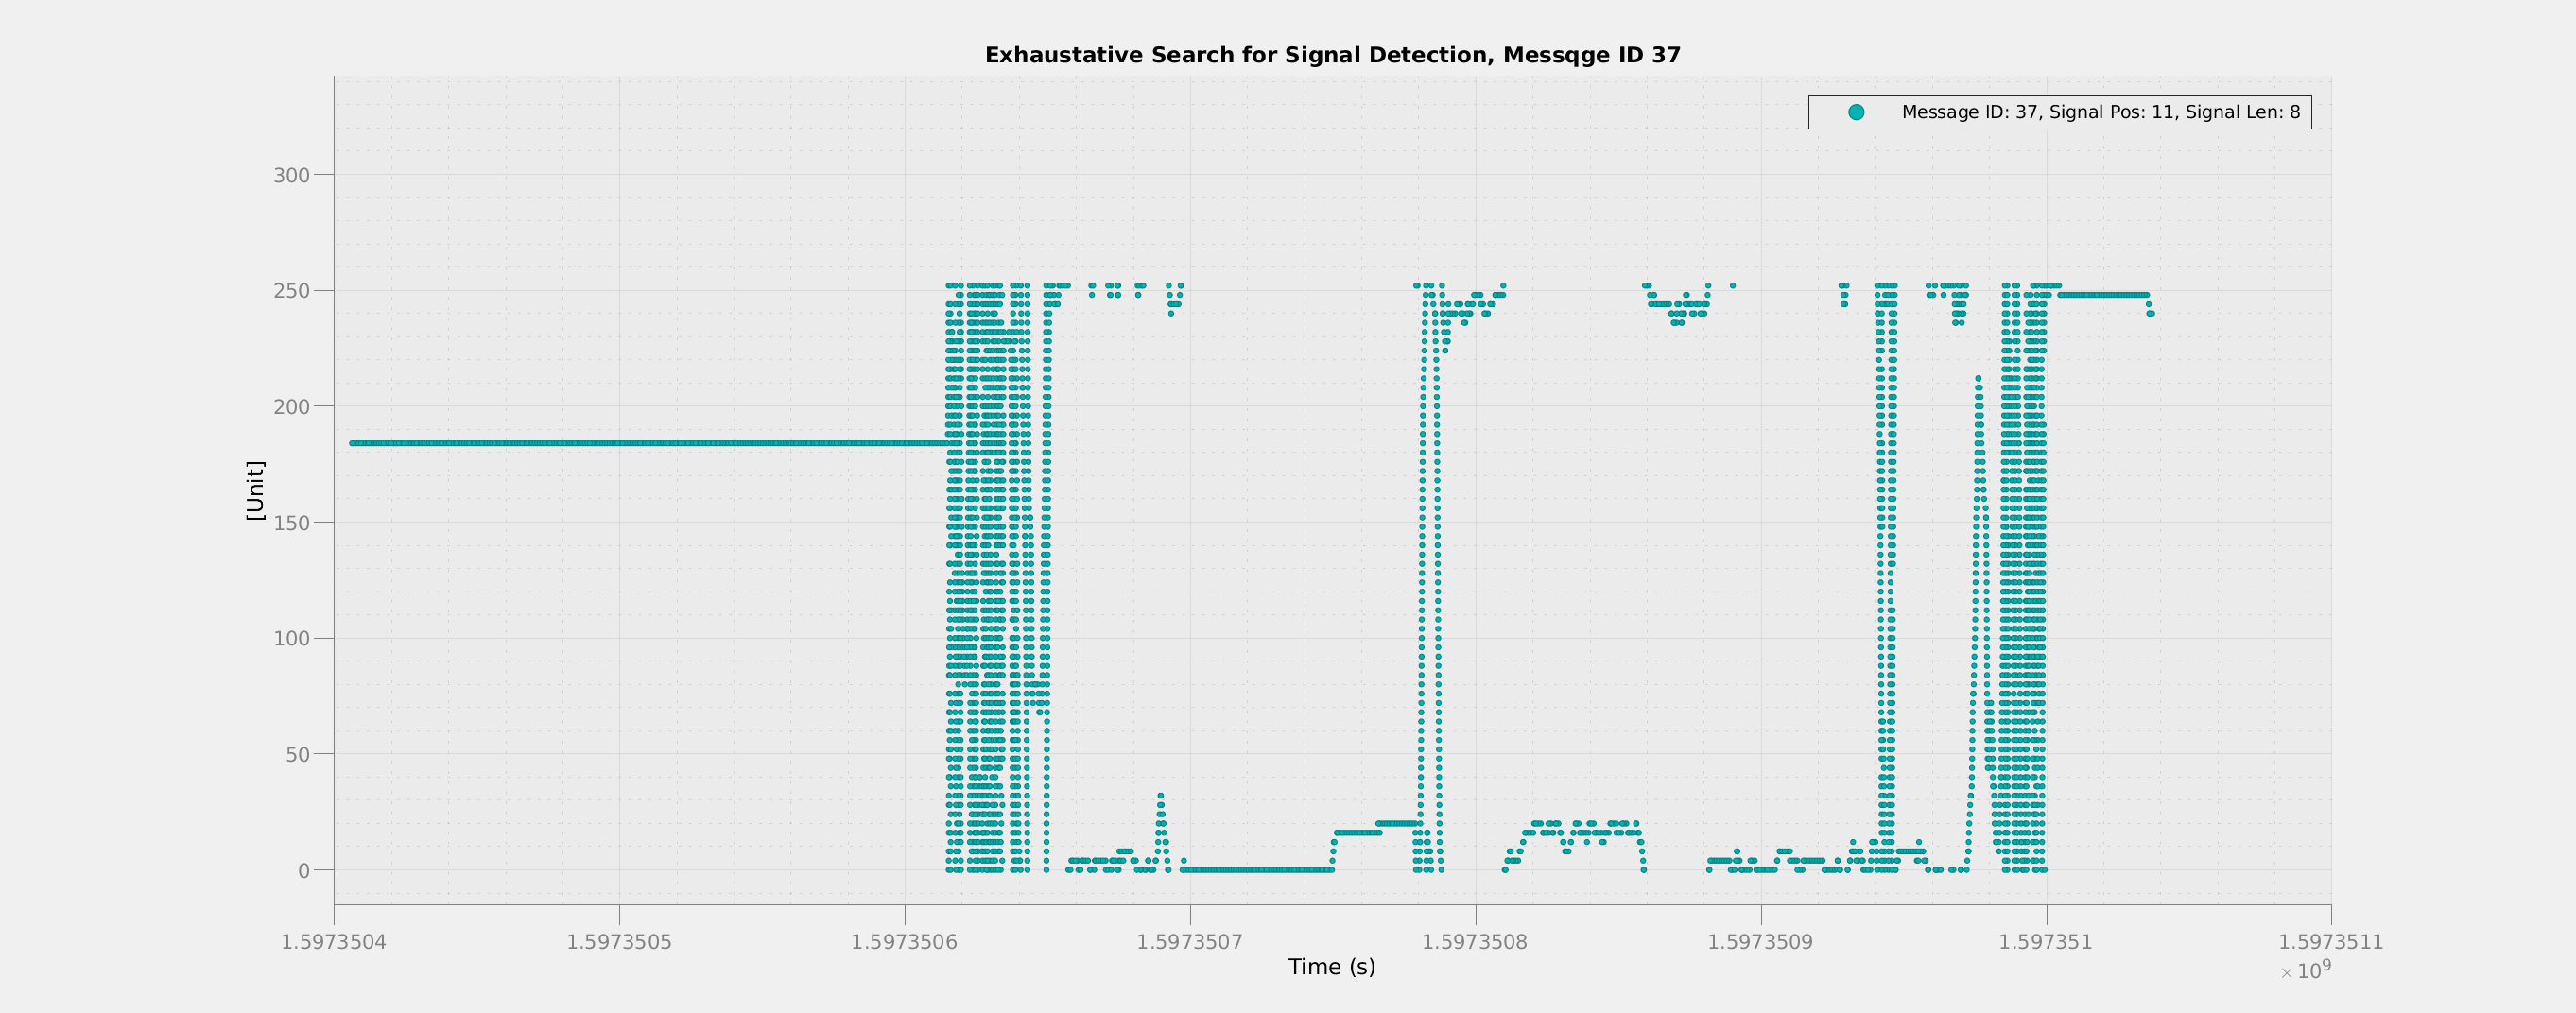 Exhaustative Search for Signal Detection, Messqge ID 37
Message ID: 37, Signal Pos: 11, Signal Len: 8
300
250
200
150
100
50
0
[Unit]
1.5973504 1.5973505 1.5973506 1.5973507 1.5973508 1.5973509 1.597351 1.5973511
Time (s)
× 10⁹